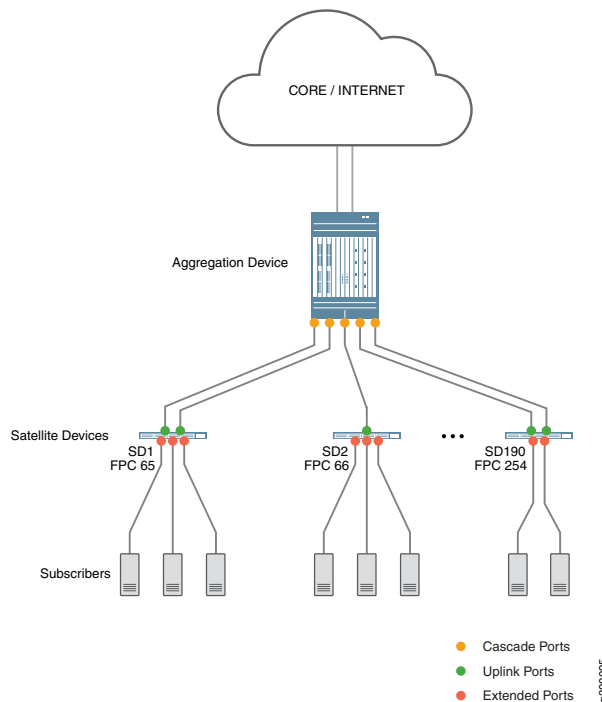 CORE / INTERNET
Aggregation Device
Satellite Devices
SD1
FPC 65
SD2
FPC 66
SD190
FPC 254
Subscribers
Cascade Ports
Uplink Ports
Extended Ports